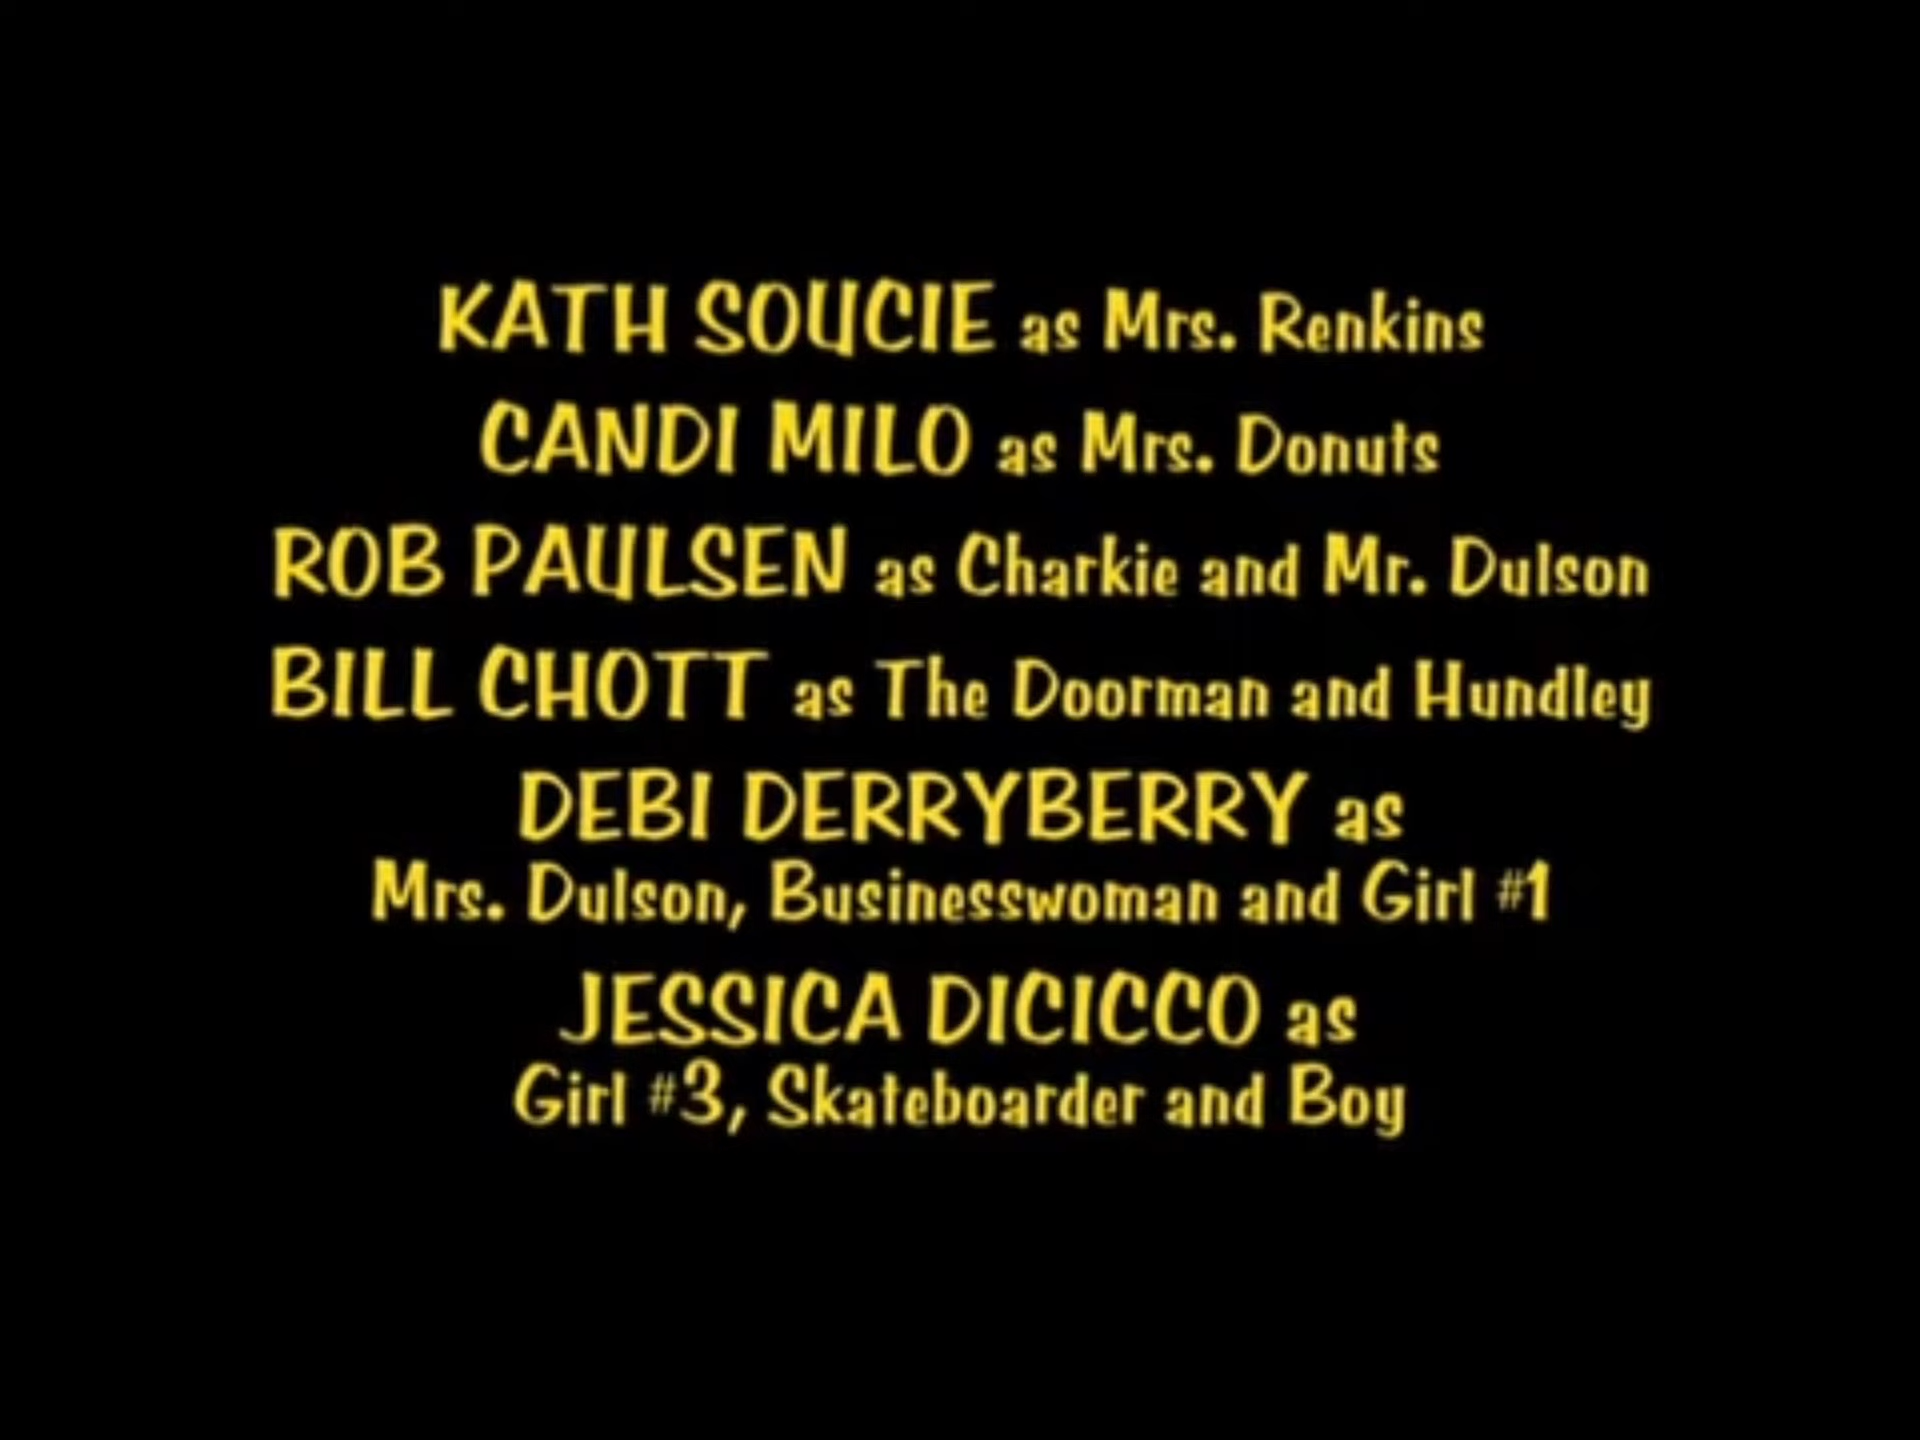 KATH SOUCIE as Mrs. Renkins
CANDI MILO as Mrs. Donuts
ROB PAULSEN as Charkie and Mr. Dulson
BILL CHOTT as The Doorman and Hundley
DEBI DERRYBERRY as
Mrs. Dulson, Businesswoman and Girl #1
JESSICA DICICCO as
Girl #3, Skateboarder and Boy